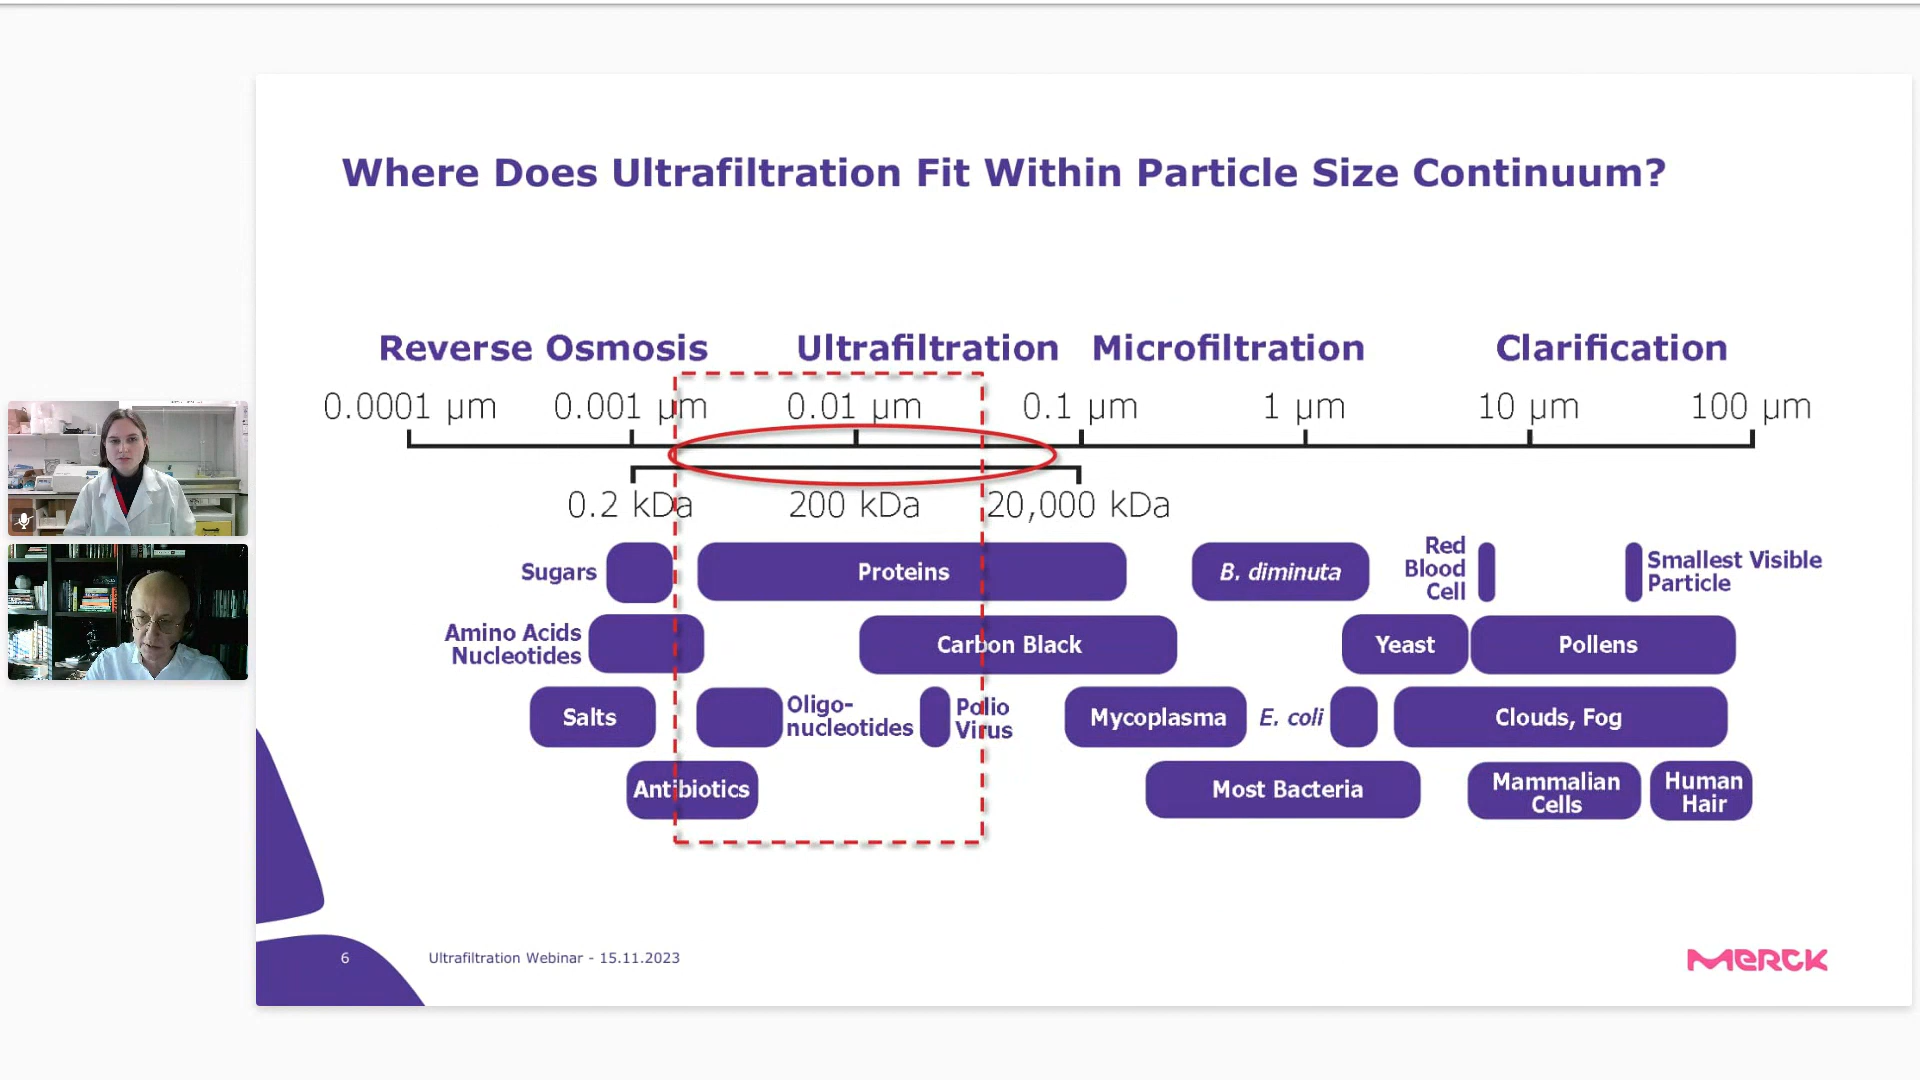 Where Does Ultrafiltration Fit Within Particle Size Continuum?
Reverse Osmosis Ultrafiltration Microfiltration Clarification
0.0001 µm 0.001 µm 0.01 µm 0.1 µm 1 µm 10 µm 100 µm
0.2 kDa 200 kDa 20,000 kDa
Sugars
Proteins
B. diminuta
Red
Blood
Cell
Smallest Visible
Particle
Amino Acids
Nucleotides
Carbon Black
Yeast
Pollens
Salts
Oligo-
nucleotides
Polio
Virus
Mycoplasma
E. coli
Clouds, Fog
Antibiotics
Most Bacteria
Mammalian
Cells
Human
Hair
6
Ultrafiltration Webinar - 15.11.2023
MERCK